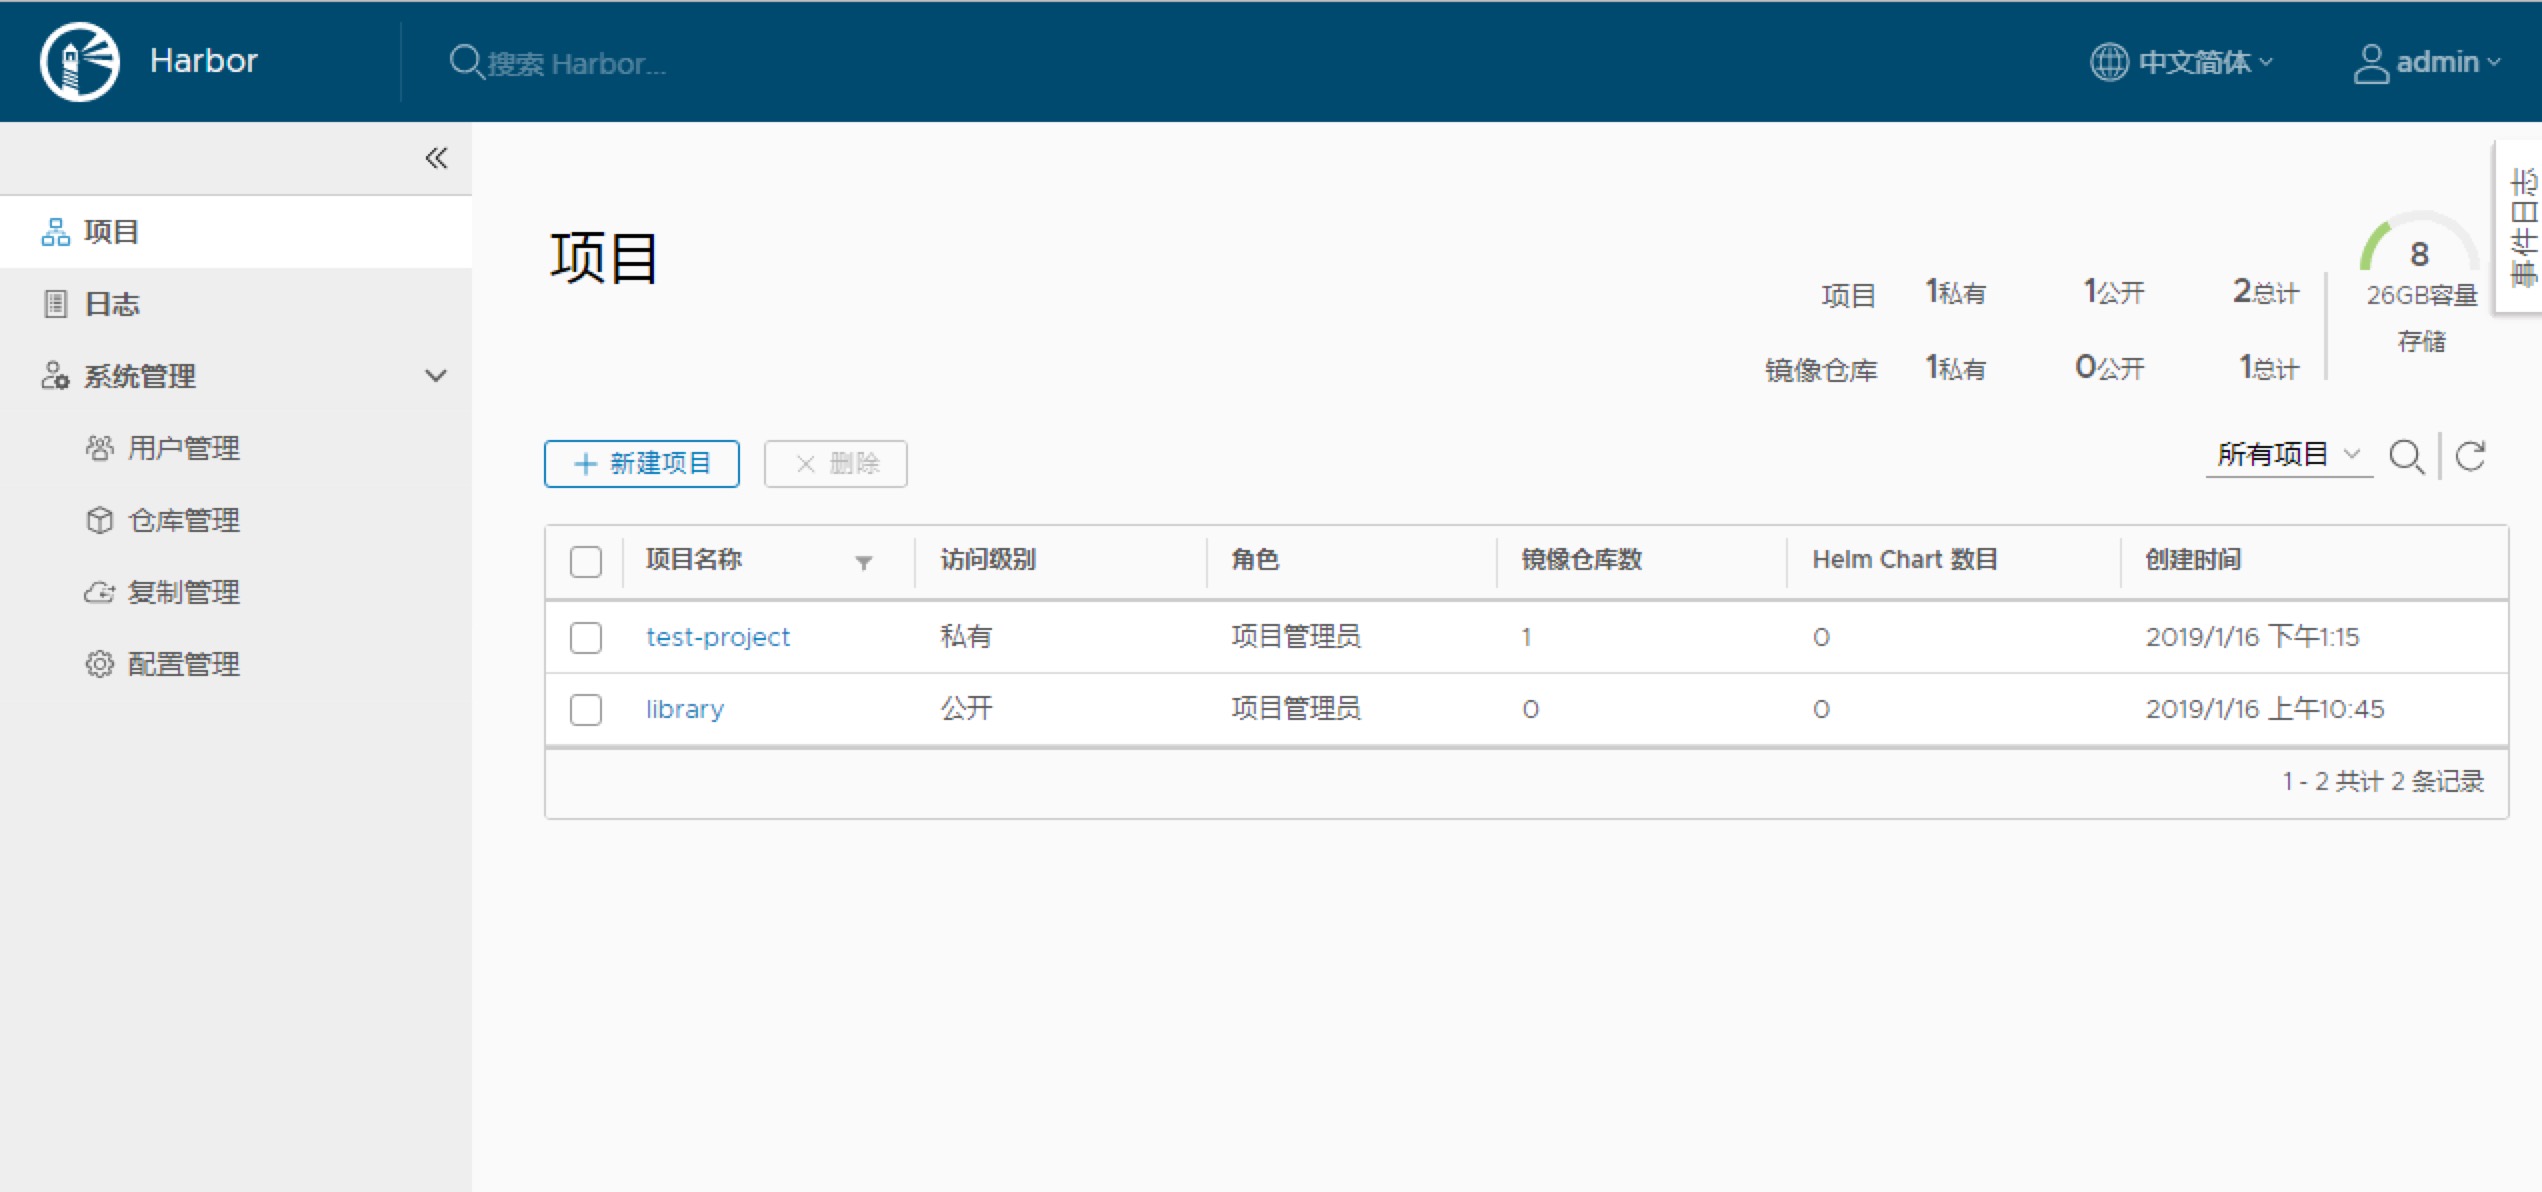 Harbor
搜索 Harbor...
中文简体
admin
事件日志
项目
日志
系统管理
用户管理
仓库管理
复制管理
配置管理
项目
项目 1私有 1公开 2总计
镜像仓库 1私有 0公开 1总计
8
26GB容量
存储
新建项目 删除
所有项目
项目名称 访问级别 角色 镜像仓库数 Helm Chart 数目 创建时间
test-project 私有 项目管理员 1 0 2019/1/16 下午1:15
library 公开 项目管理员 0 0 2019/1/16 上午10:45
1 - 2 共计 2 条记录